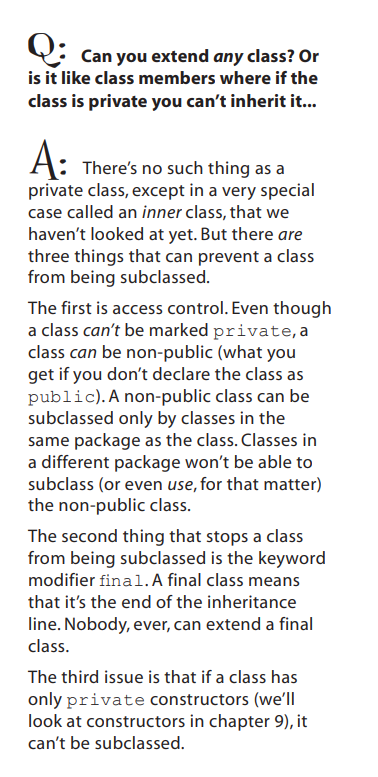 Q: Can you extend any class? Or
is it like class members where if the
class is private you can't inherit it...
A: There's no such thing as a
private class, except in a very special
case called an inner class, that we
haven't looked at yet. But there are
three things that can prevent a class
from being subclassed.
The first is access control. Even though
a class can't be marked private, a
class can be non-public (what you
get if you don't declare the class as
public). A non-public class can be
subclassed only by classes in the
same package as the class. Classes in
a different package won't be able to
subclass (or even use, for that matter)
the non-public class.
The second thing that stops a class
from being subclassed is the keyword
modifier final. A final class means
that it's the end of the inheritance
line. Nobody, ever, can extend a final
class.
The third issue is that if a class has
only private constructors (we'll
look at constructors in chapter 9), it
can't be subclassed.